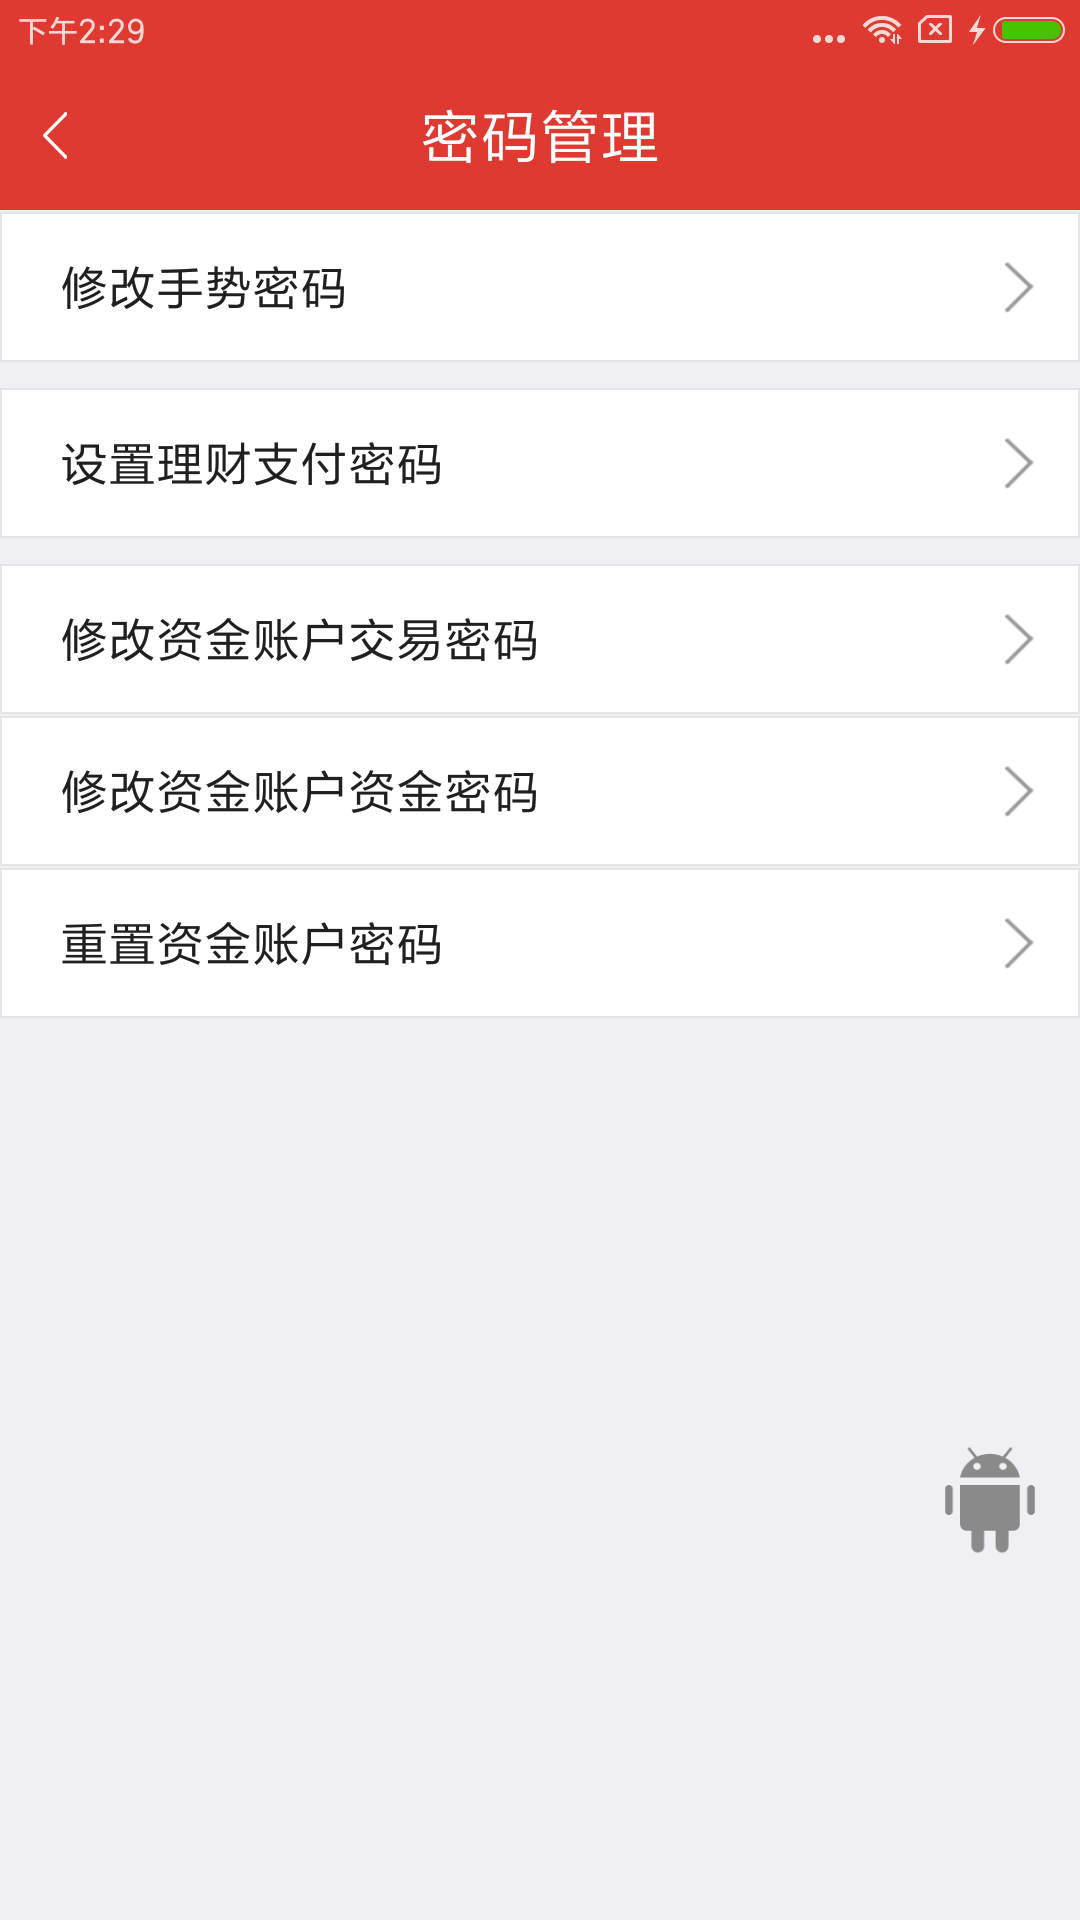 下午2:29
密码管理
修改手势密码
设置理财支付密码
修改资金账户交易密码
修改资金账户资金密码
重置资金账户密码